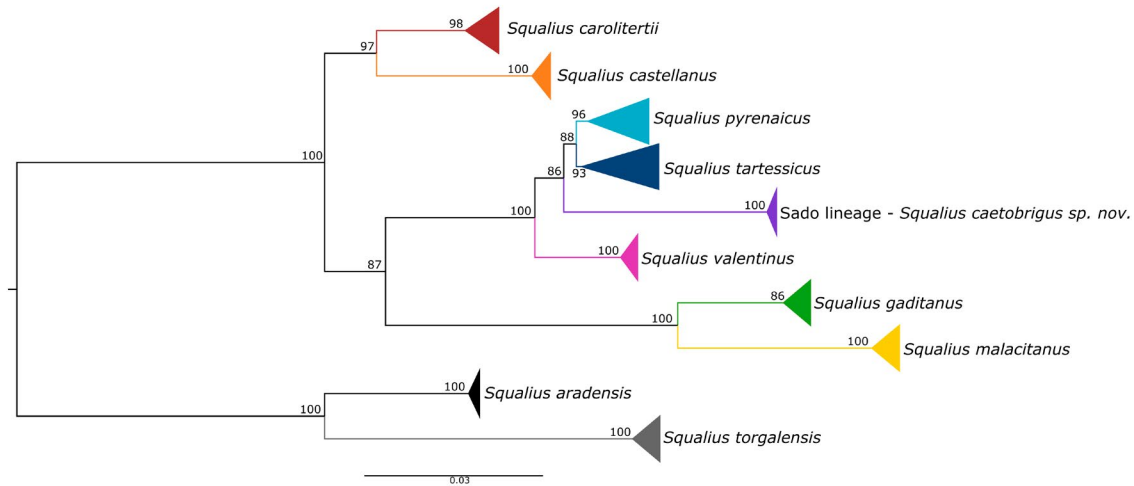 98 Squalius carolitertii
97
100 Squalius castellanus
96 Squalius pyrenaicus
88
93 Squalius tartessicus
100
86
100 Sado lineage - Squalius caetobrigus sp. nov.
100
100 Squalius valentinus
87
86 Squalius gaditanus
100
100 Squalius malacitanus
100 Squalius aradensis
100
100 Squalius torgalensis
0.03